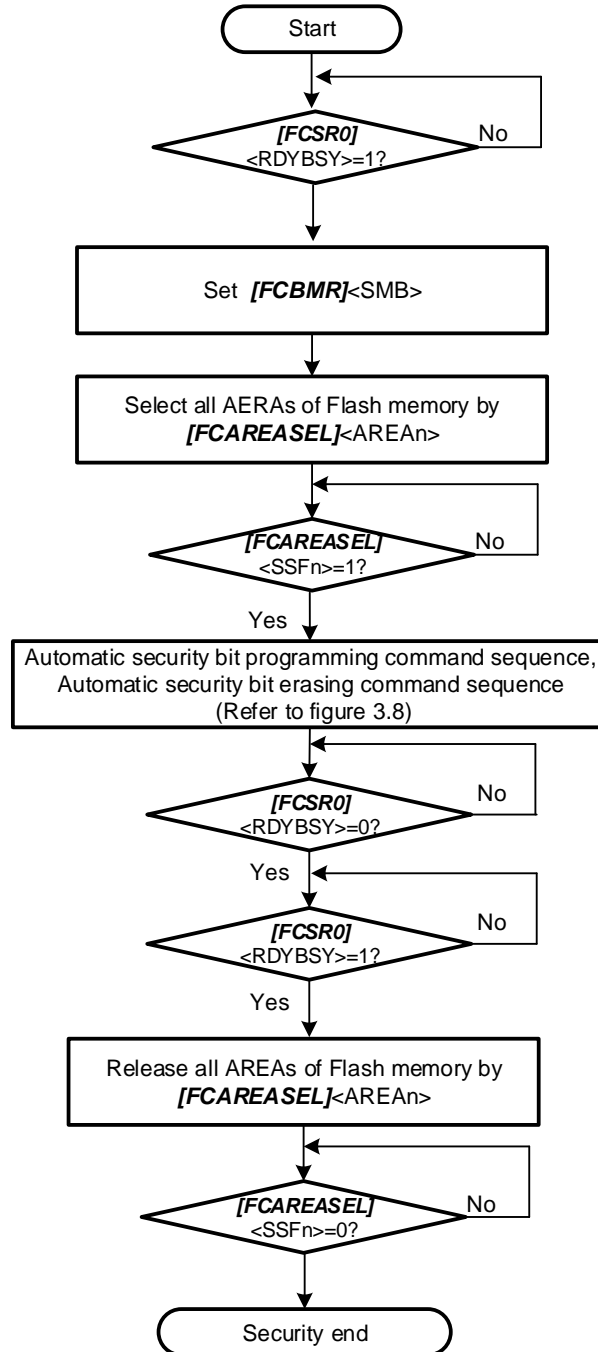 Start
[FCSR0]
<RDYBSY>=1?
No
Set [FCBMR]<SMB>
Select all AERAs of Flash memory by
[FCAREASEL]<AREAn>
[FCAREASEL]
<SSFn>=1?
No
Yes
Automatic security bit programming command sequence,
Automatic security bit erasing command sequence
(Refer to figure 3.8)
[FCSR0]
<RDYBSY>=0?
No
Yes
[FCSR0]
<RDYBSY>=1?
No
Yes
Release all AREAs of Flash memory by
[FCAREASEL]<AREAn>
[FCAREASEL]
<SSFn>=0?
No
Security end